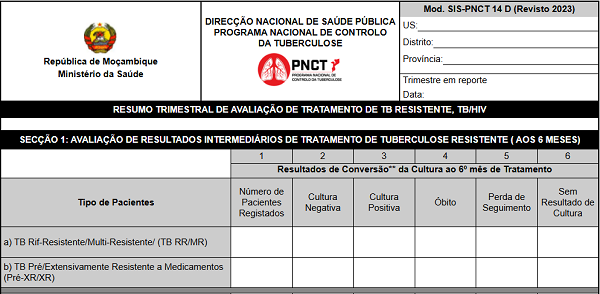 Mod. SIS-PNCT 14 D (Revisto 2023)
República de Moçambique
Ministério da Saúde
DIRECÇÃO NACIONAL DE SAÚDE PÚBLICA
PROGRAMA NACIONAL DE CONTROLO
DA TUBERCULOSE
PNCT
PROGRAMA NACIONAL
DE CONTROLO DA TUBERCULOSE
US:
Distrito:
Província:
Trimestre em reporte
Data:
RESUMO TRIMESTRAL DE AVALIAÇÃO DE TRATAMENTO DE TB RESISTENTE, TB/HIV
SECÇÃO 1: AVALIAÇÃO DE RESULTADOS INTERMEDIÁRIOS DE TRATAMENTO DE TUBERCULOSE RESISTENTE ( AOS 6 MESES)
1 2 3 4 5 6
Resultados de Conversão** da Cultura ao 6º mês de Tratamento
Tipo de Pacientes
Número de
Pacientes
Registados
Cultura
Negativa
Cultura
Positiva
Óbito
Perda de
Seguimento
Sem
Resultado de
Cultura
a) TB Rif-Resistente/Multi-Resistente/ (TB RR/MR)
b) TB Pré/Extensivamente Resistente a Medicamentos
(Pré-XR/XR)